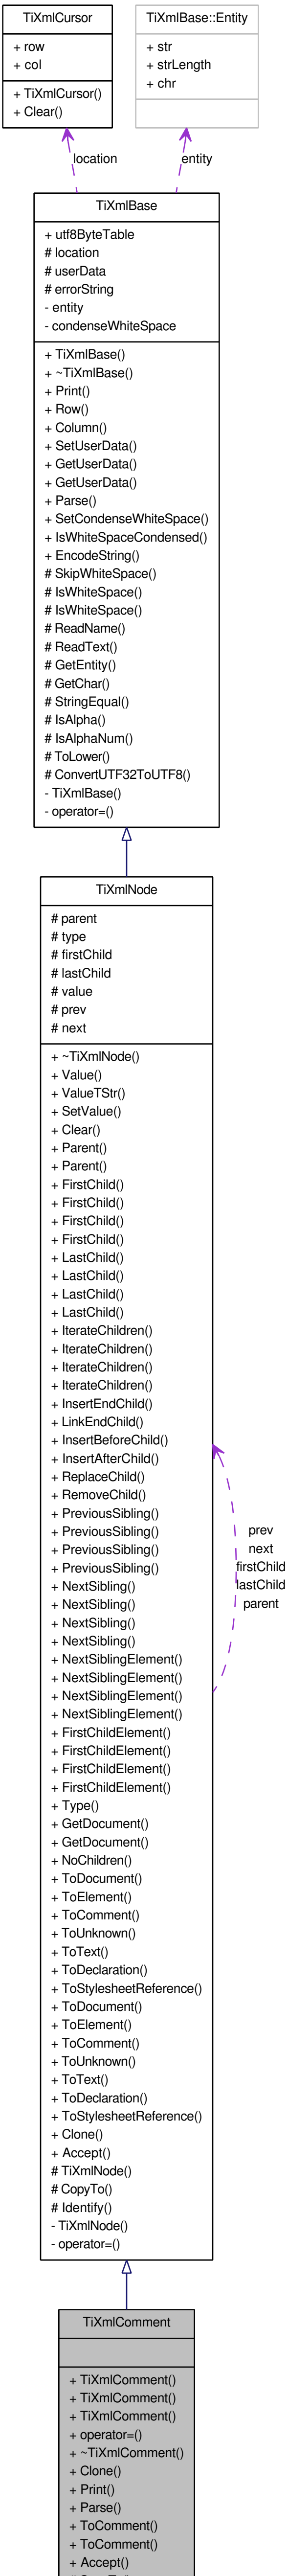 TiXmlCursor
+ row
+ col
+ TiXmlCursor()
+ Clear()
TiXmlBase::Entity
+ str
+ strLength
+ chr
location
entity
TiXmlBase
+ utf8ByteTable
# location
# userData
# errorString
- entity
- condenseWhiteSpace
+ TiXmlBase()
+ ~TiXmlBase()
+ Print()
+ Row()
+ Column()
+ SetUserData()
+ GetUserData()
+ GetUserData()
+ Parse()
+ SetCondenseWhiteSpace()
+ IsWhiteSpaceCondensed()
+ EncodeString()
# SkipWhiteSpace()
# IsWhiteSpace()
# IsWhiteSpace()
# ReadName()
# ReadText()
# GetEntity()
# GetChar()
# StringEqual()
# IsAlpha()
# IsAlphaNum()
# ToLower()
# ConvertUTF32ToUTF8()
- TiXmlBase()
- operator=()
TiXmlNode
# parent
# type
# firstChild
# lastChild
# value
# prev
# next
+ ~TiXmlNode()
+ Value()
+ ValueTStr()
+ SetValue()
+ Clear()
+ Parent()
+ Parent()
+ FirstChild()
+ FirstChild()
+ FirstChild()
+ FirstChild()
+ LastChild()
+ LastChild()
+ LastChild()
+ LastChild()
+ IterateChildren()
+ IterateChildren()
+ IterateChildren()
+ IterateChildren()
+ InsertEndChild()
+ LinkEndChild()
+ InsertBeforeChild()
+ InsertAfterChild()
+ ReplaceChild()
+ RemoveChild()
+ PreviousSibling()
+ PreviousSibling()
+ PreviousSibling()
+ PreviousSibling()
+ NextSibling()
+ NextSibling()
+ NextSibling()
+ NextSibling()
+ NextSiblingElement()
+ NextSiblingElement()
+ NextSiblingElement()
+ NextSiblingElement()
+ FirstChildElement()
+ FirstChildElement()
+ FirstChildElement()
+ FirstChildElement()
+ Type()
+ GetDocument()
+ GetDocument()
+ NoChildren()
+ ToDocument()
+ ToElement()
+ ToComment()
+ ToUnknown()
+ ToText()
+ ToDeclaration()
+ ToStylesheetReference()
+ ToDocument()
+ ToElement()
+ ToComment()
+ ToUnknown()
+ ToText()
+ ToDeclaration()
+ ToStylesheetReference()
+ Clone()
+ Accept()
# TiXmlNode()
# CopyTo()
# Identify()
- TiXmlNode()
- operator=()
prev
next
firstChild
lastChild
parent
TiXmlComment
+ TiXmlComment()
+ TiXmlComment()
+ TiXmlComment()
+ operator=()
+ ~TiXmlComment()
+ Clone()
+ Print()
+ Parse()
+ ToComment()
+ ToComment()
+ Accept()